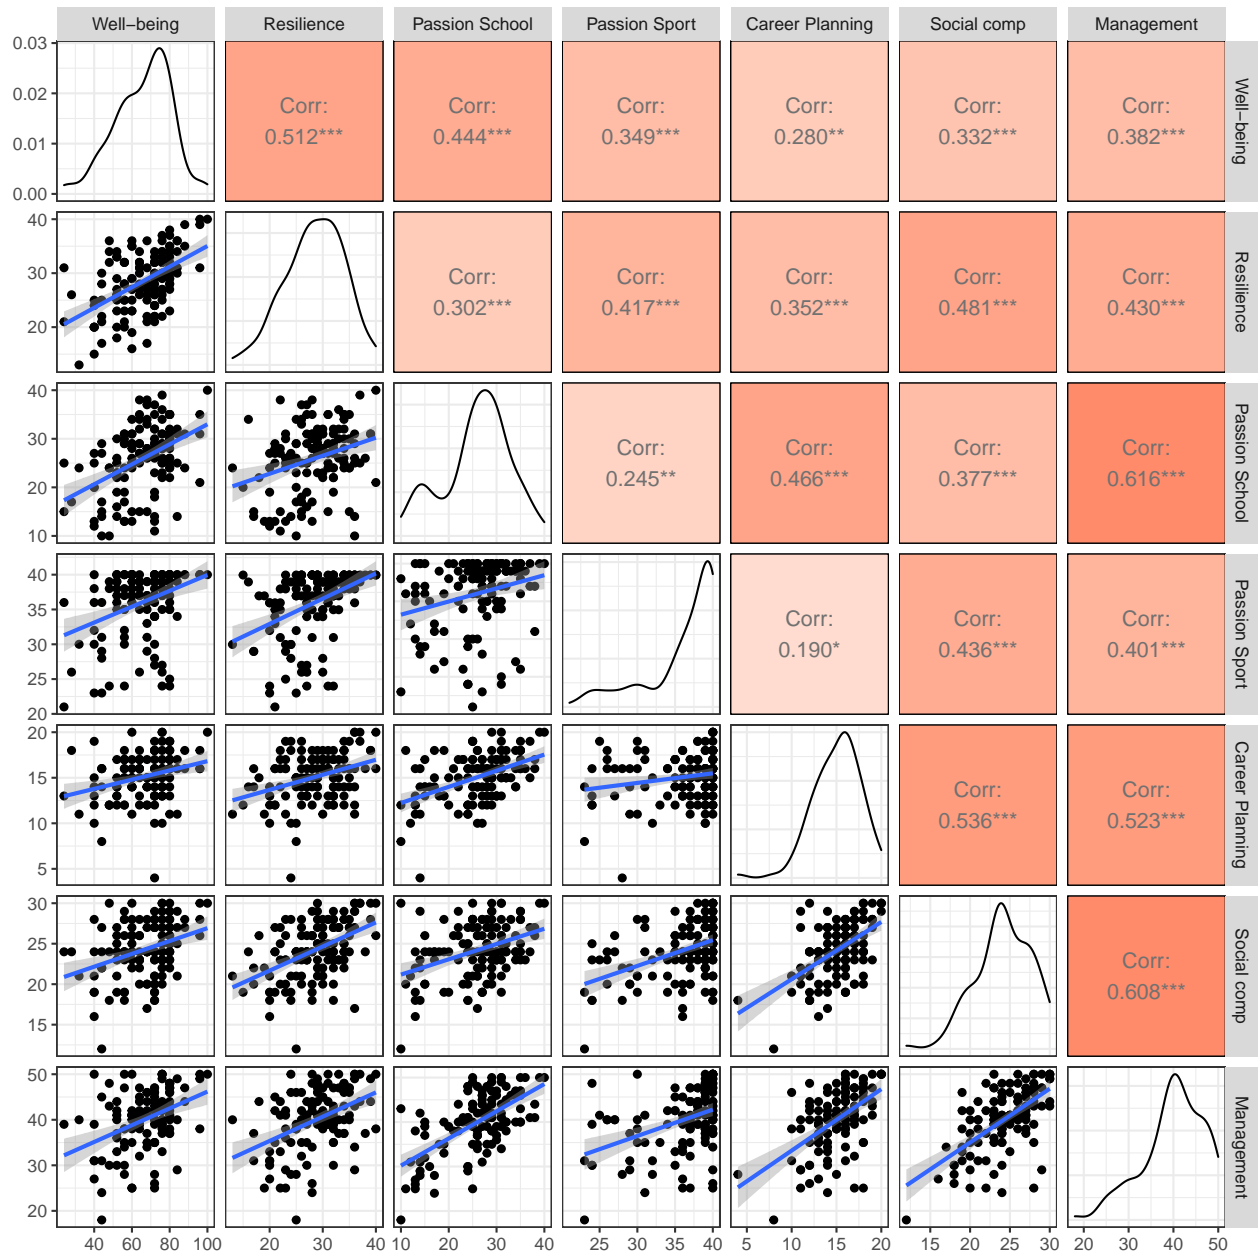 Well−being Resilience Passion School Passion Sport Career Planning Social comp Management
0.03
0.02
0.01
0.00
Corr:
0.512***
Corr:
0.444***
Corr:
0.349***
Corr:
0.280**
Corr:
0.332***
Corr:
0.382***
Well−being
40
30
20
Corr:
0.302***
Corr:
0.417***
Corr:
0.352***
Corr:
0.481***
Corr:
0.430***
Resilience
40
30
20
10
Corr:
0.245**
Corr:
0.466***
Corr:
0.377***
Corr:
0.616***
Passion School
40
35
30
25
20
Corr:
0.190*
Corr:
0.436***
Corr:
0.401***
Passion Sport
20
15
10
5
Corr:
0.536***
Corr:
0.523***
Career Planning
30
25
20
15
Corr:
0.608***
Social comp
50
40
30
20
Management
40 60 80 100 20 30 40 10 20 30 40 25 30 35 40 5 10 15 20 15 20 25 30 20 30 40 50